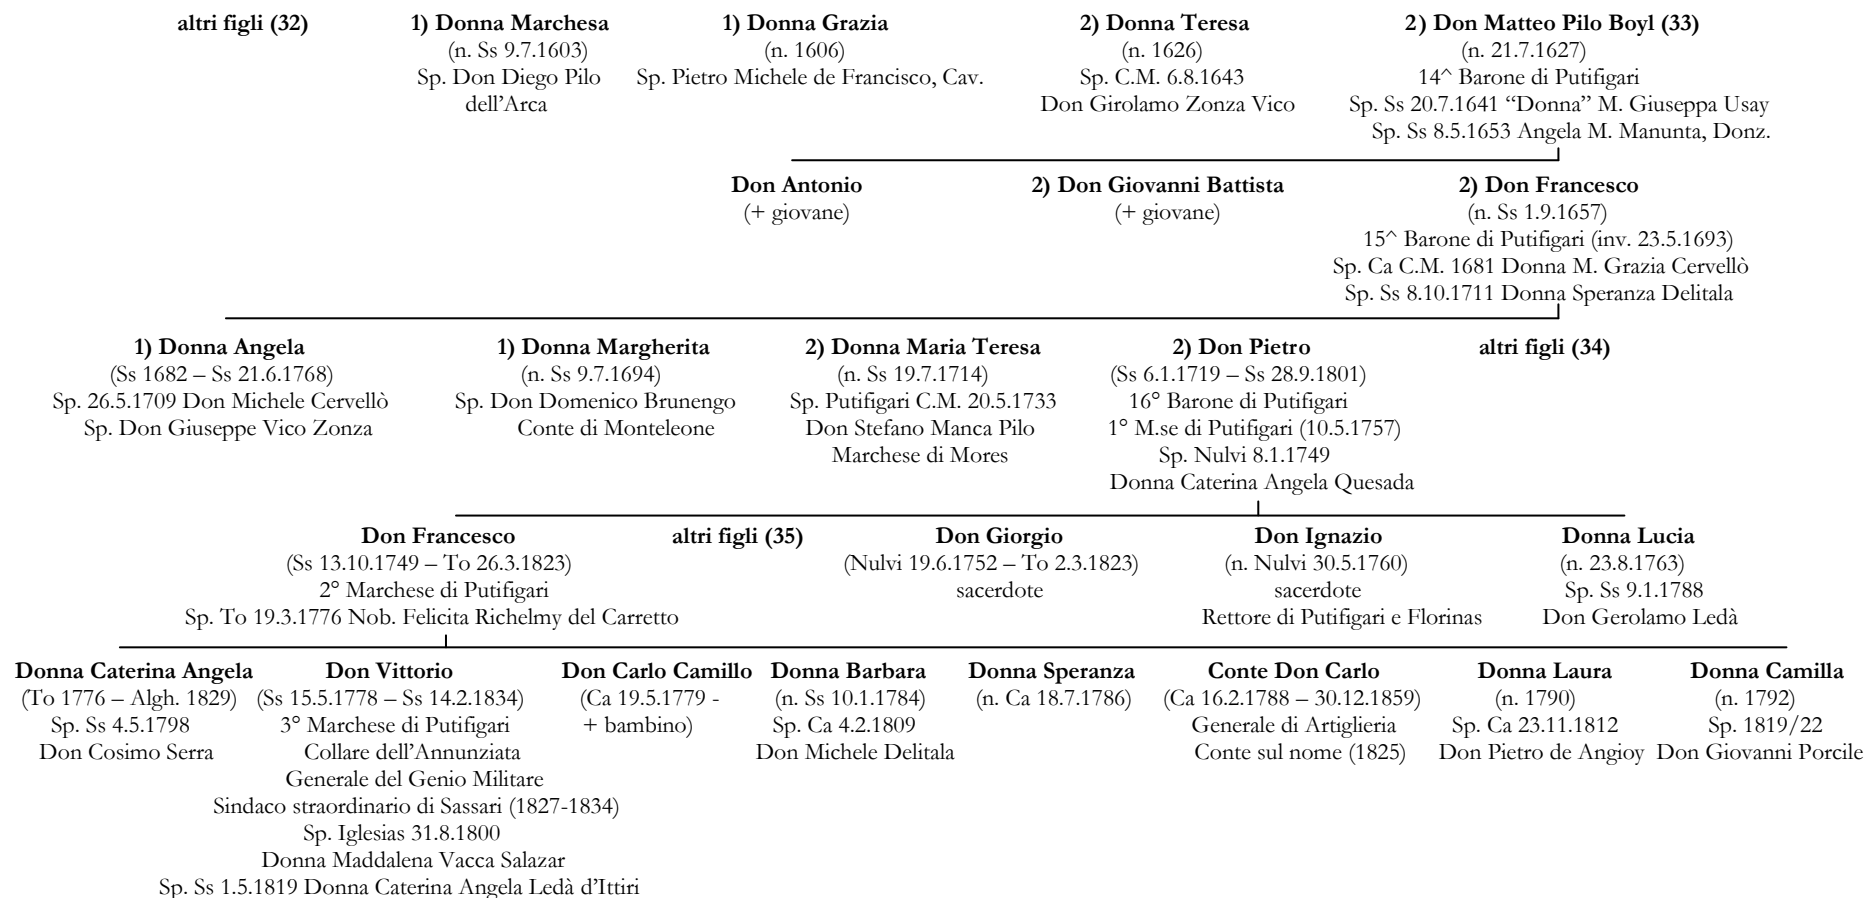 altri figli (32)
1) Donna Marchesa
(n. Ss 9.7.1603)
Sp. Don Diego Pilo
dell'Arca
1) Donna Grazia
(n. 1606)
Sp. Pietro Michele de Francisco, Cav.
2) Donna Teresa
(n. 1626)
Sp. C.M. 6.8.1643
Don Girolamo Zonza Vico
2) Don Matteo Pilo Boyl (33)
(n. 21.7.1627)
14^ Barone di Putifigari
Sp. Ss 20.7.1641 “Donna” M. Giuseppa Usay
Sp. Ss 8.5.1653 Angela M. Manunta, Donz.
Don Antonio
(+ giovane)
2) Don Giovanni Battista
(+ giovane)
2) Don Francesco
(n. Ss 1.9.1657)
15^ Barone di Putifigari (inv. 23.5.1693)
Sp. Ca C.M. 1681 Donna M. Grazia Cervellò
Sp. Ss 8.10.1711 Donna Speranza Delitala
1) Donna Angela
(Ss 1682 – Ss 21.6.1768)
Sp. 26.5.1709 Don Michele Cervellò
Sp. Don Giuseppe Vico Zonza
1) Donna Margherita
(n. Ss 9.7.1694)
Sp. Don Domenico Brunengo
Conte di Monteleone
2) Donna Maria Teresa
(n. Ss 19.7.1714)
Sp. Putifigari C.M. 20.5.1733
Don Stefano Manca Pilo
Marchese di Mores
2) Don Pietro
(Ss 6.1.1719 – Ss 28.9.1801)
16° Barone di Putifigari
1° M.se di Putifigari (10.5.1757)
Sp. Nulvi 8.1.1749
Donna Caterina Angela Quesada
altri figli (34)
Don Francesco
(Ss 13.10.1749 – To 26.3.1823)
2° Marchese di Putifigari
Sp. To 19.3.1776 Nob. Felicita Richelmy del Carretto
altri figli (35)
Don Giorgio
(Nulvi 19.6.1752 – To 2.3.1823)
sacerdote
Don Ignazio
(n. Nulvi 30.5.1760)
sacerdote
Rettore di Putifigari e Florinas
Donna Lucia
(n. 23.8.1763)
Sp. Ss 9.1.1788
Don Gerolamo Ledà
Donna Caterina Angela
(To 1776 – Algh. 1829)
Sp. Ss 4.5.1798
Don Cosimo Serra
Don Vittorio
(Ss 15.5.1778 – Ss 14.2.1834)
3° Marchese di Putifigari
Collare dell'Annunziata
Generale del Genio Militare
Sindaco straordinario di Sassari (1827-1834)
Sp. Iglesias 31.8.1800
Donna Maddalena Vacca Salazar
Sp. Ss 1.5.1819 Donna Caterina Angela Ledà d'Ittiri
Don Carlo Camillo
(Ca 19.5.1779 -
+ bambino)
Donna Barbara
(n. Ss 10.1.1784)
Sp. Ca 4.2.1809
Don Michele Delitala
Donna Speranza
(n. Ca 18.7.1786)
Conte Don Carlo
(Ca 16.2.1788 – 30.12.1859)
Generale di Artiglieria
Conte sul nome (1825)
Donna Laura
(n. 1790)
Sp. Ca 23.11.1812
Don Pietro de Angioy
Donna Camilla
(n. 1792)
Sp. 1819/22
Don Giovanni Porcile